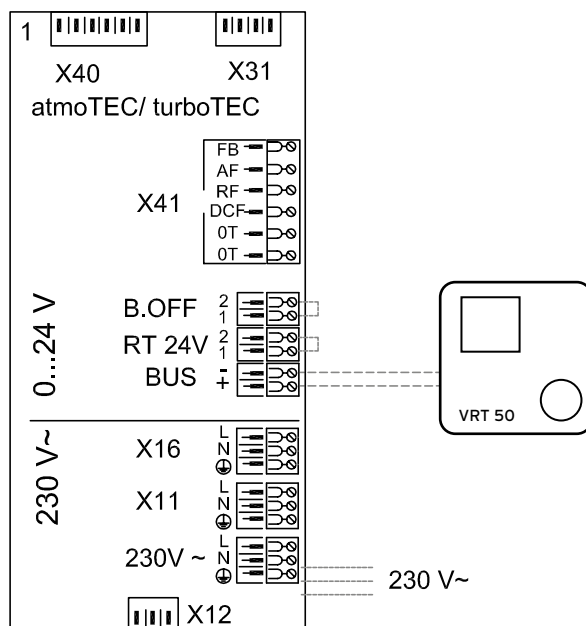 1
X40 X31
atmoTEC/ turboTEC
X41
FB
AF
RF
DCF
0T
0T
0...24 V
B.OFF 2
1
RT 24V 2
1
BUS -
+
230 V~
X16 L
N
X11 L
N
230V ~ L
N
230 V~
X12
VRT 50